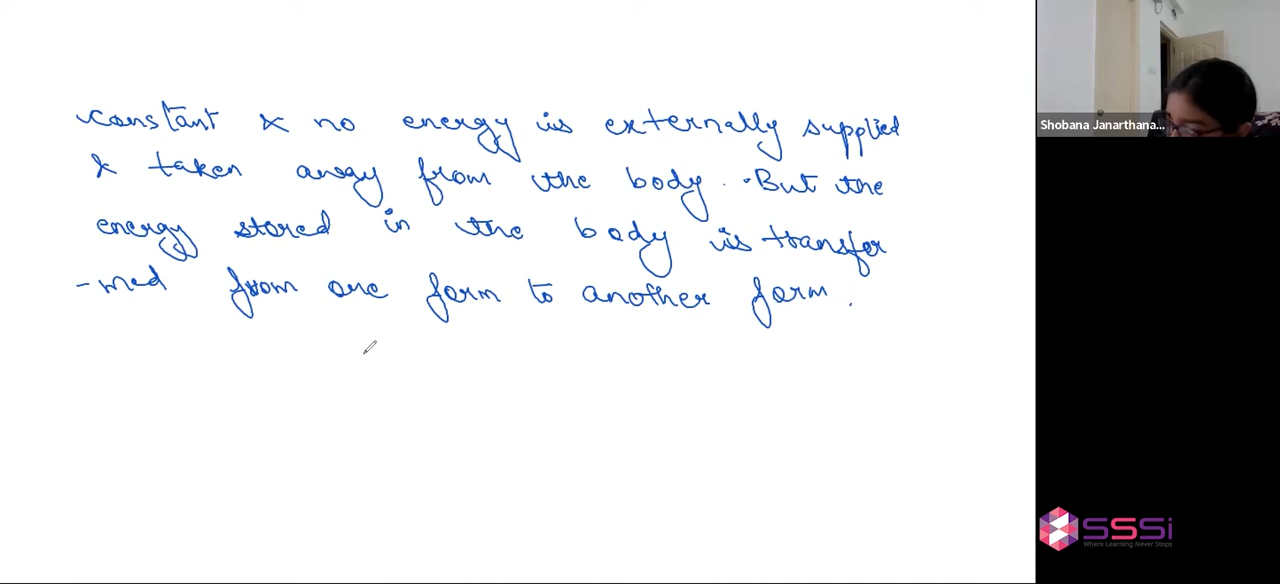 constant & no energy is externally supplied
& taken away from the body. But the
energy stored in the body is transfor
-med from one form to another form.
Shobana Janarthana...
SSSi
Where Learning Never Stops